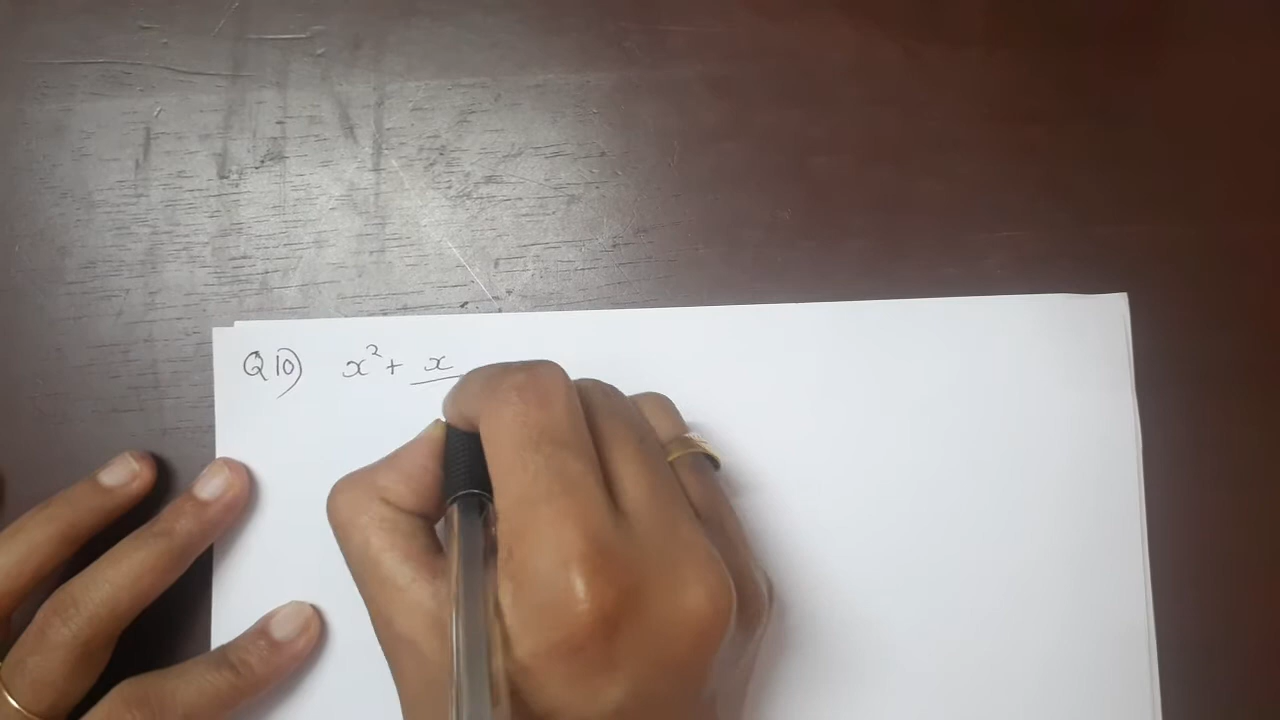 Q10) x² + x